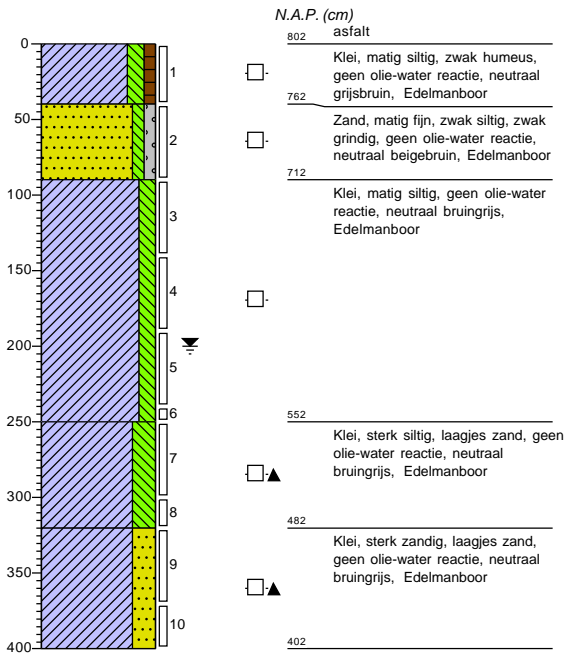 N.A.P. (cm)
0
802 asfalt
Klei, matig siltig, zwak humeus,
geen olie-water reactie, neutraal
grijsbruin, Edelmanboor
1
762
50
Zand, matig fijn, zwak siltig, zwak
grindig, geen olie-water reactie,
neutraal beigebruin, Edelmanboor
2
712
100
Klei, matig siltig, geen olie-water
reactie, neutraal bruingrijs,
Edelmanboor
3
150
4
200
5
6
250
552
Klei, sterk siltig, laagjes zand, geen
olie-water reactie, neutraal
bruingrijs, Edelmanboor
7
300
8
482
Klei, sterk zandig, laagjes zand,
geen olie-water reactie, neutraal
bruingrijs, Edelmanboor
9
350
10
400
402